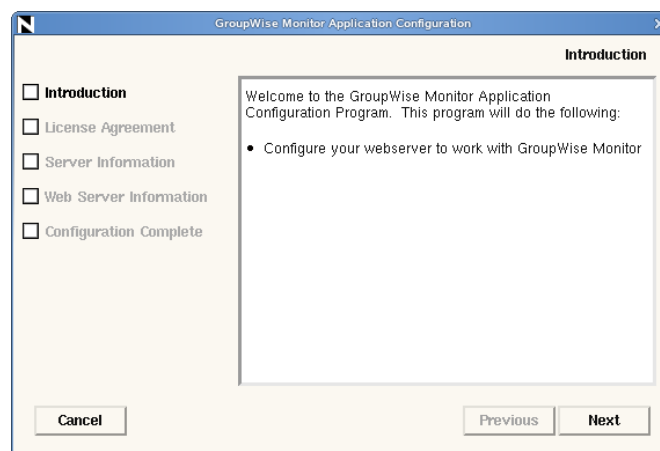 GroupWise Monitor Application Configuration
Introduction
Introduction
License Agreement
Server Information
Web Server Information
Configuration Complete
Welcome to the GroupWise Monitor Application
Configuration Program. This program will do the following:
• Configure your webserver to work with GroupWise Monitor
Cancel
Previous
Next